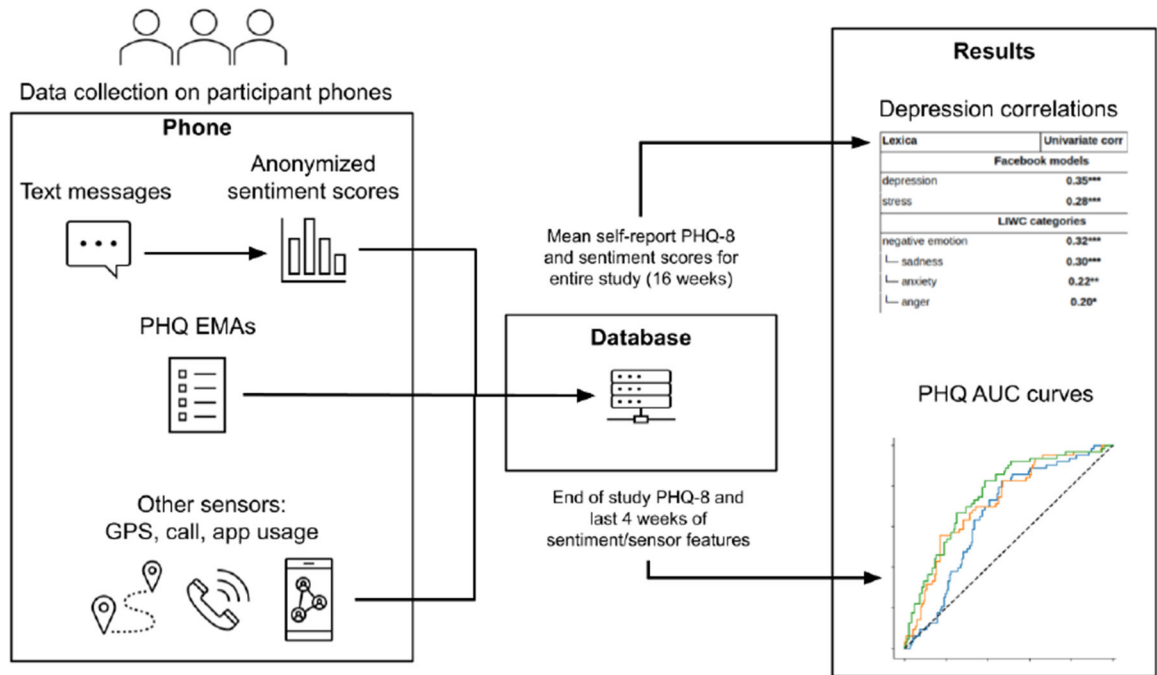 Data collection on participant phones
Phone
Text messages
Anonymized
sentiment scores
PHQ EMAs
Other sensors:
GPS, call, app usage
Mean self-report PHQ-8
and sentiment scores for
entire study (16 weeks)
Database
End of study PHQ-8 and
last 4 weeks of
sentiment/sensor features
Results
Depression correlations
Lexica Univariate corr
Facebook models
depression 0.35***
stress 0.28***
LIWC categories
negative emotion 0.32***
sadness 0.30***
anxiety 0.22**
anger 0.20*
PHQ AUC curves